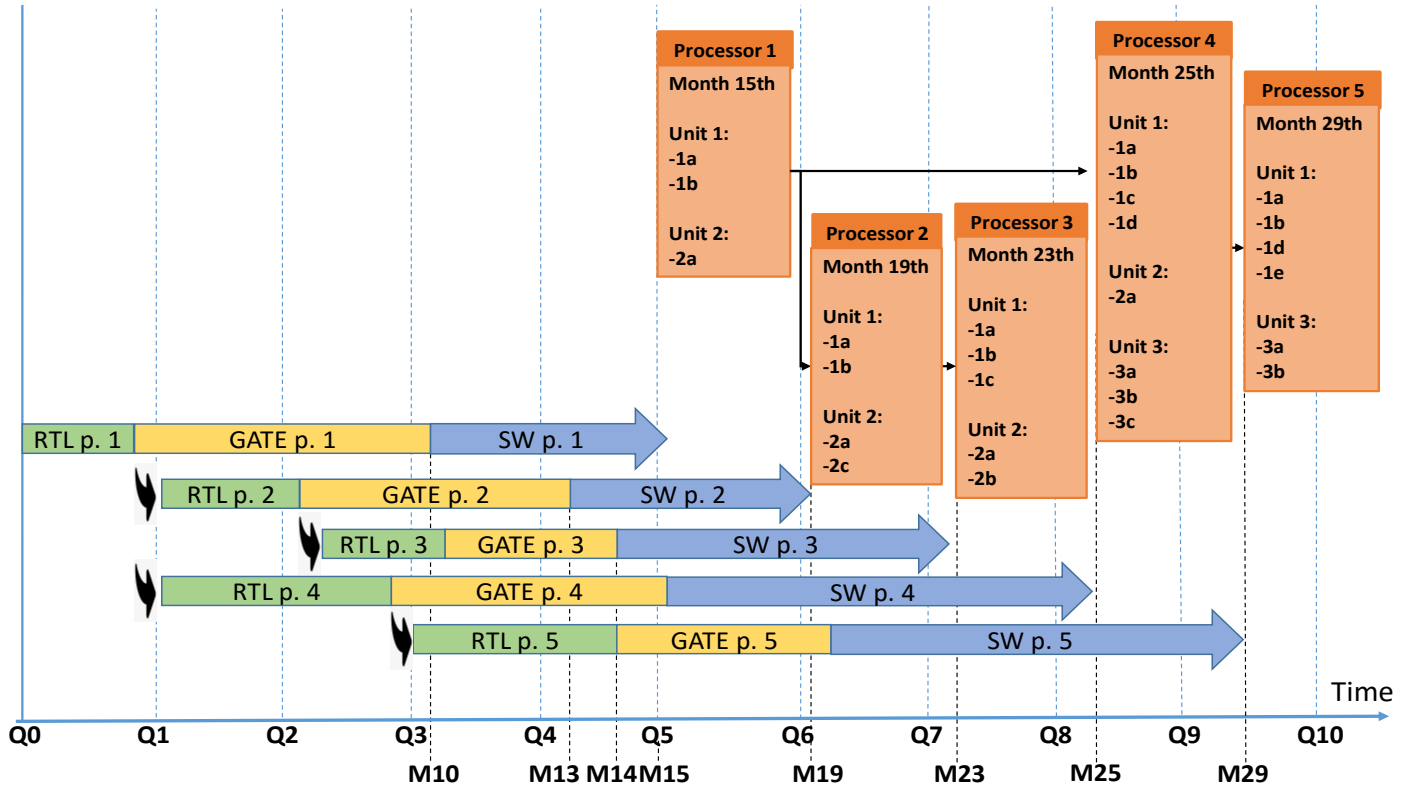 Processor 1
Month 15th
Unit 1:
-1a
-1b
Unit 2:
-2a
Processor 2
Month 19th
Unit 1:
-1a
-1b
Unit 2:
-2a
-2c
Processor 3
Month 23th
Unit 1:
-1a
-1b
-1c
Unit 2:
-2a
-2b
Processor 4
Month 25th
Unit 1:
-1a
-1b
-1c
-1d
Unit 2:
-2a
Unit 3:
-3a
-3b
-3c
Processor 5
Month 29th
Unit 1:
-1a
-1b
-1d
-1e
Unit 3:
-3a
-3b
RTL p. 1 GATE p. 1 SW p. 1
RTL p. 2 GATE p. 2 SW p. 2
RTL p. 3 GATE p. 3 SW p. 3
RTL p. 4 GATE p. 4 SW p. 4
RTL p. 5 GATE p. 5 SW p. 5
Time
Q0 Q1 Q2 Q3 Q4 Q5 Q6 Q7 Q8 Q9 Q10
M10 M13 M14 M15 M19 M23 M25 M29